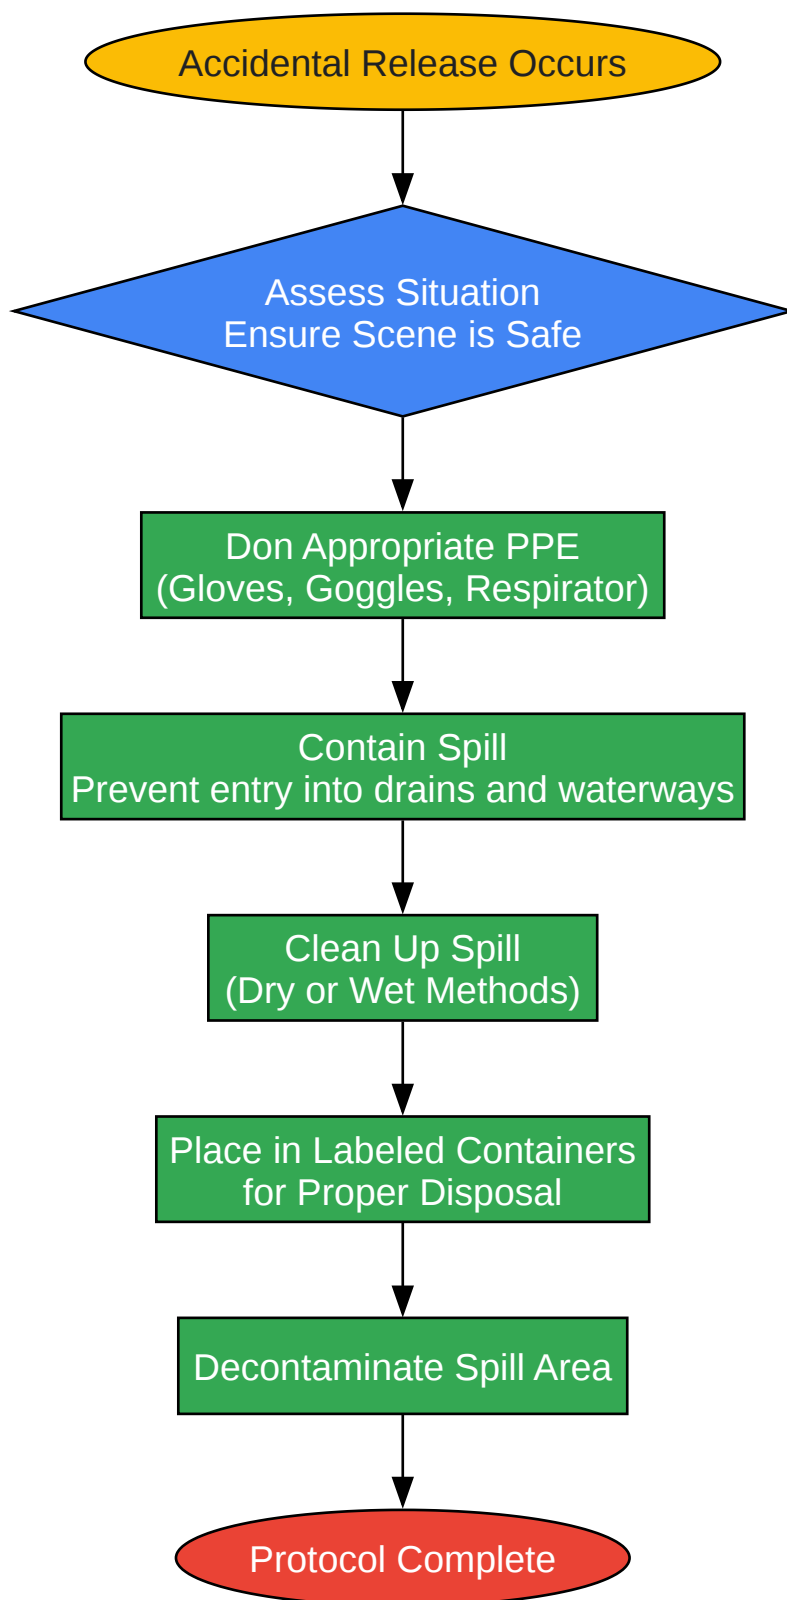 Accidental Release Occurs
Assess Situation
Ensure Scene is Safe
Don Appropriate PPE
(Gloves, Goggles, Respirator)
Contain Spill
Prevent entry into drains and waterways
Clean Up Spill
(Dry or Wet Methods)
Place in Labeled Containers
for Proper Disposal
Decontaminate Spill Area
Protocol Complete